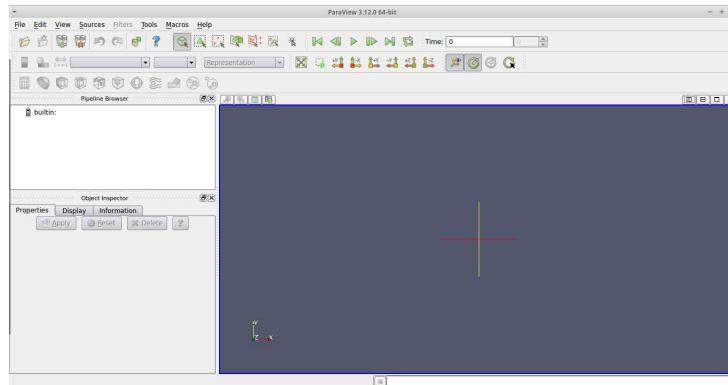 ParaView 3.12.0 64-bit
File Edit View Sources Filters Tools Macros Help
Time: 0 0
Representation
Pipeline Browser
builtin:
Object Inspector
Properties Display Information
Apply Reset Delete ?
Y
Z X